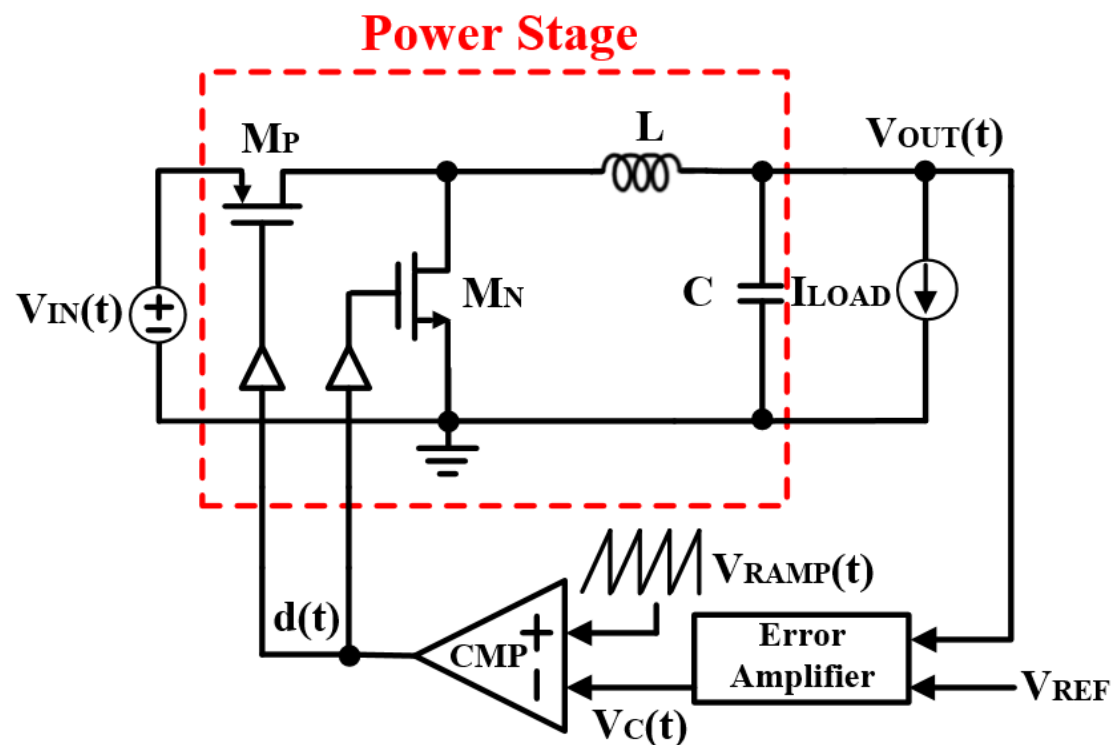 Power Stage
MP
L
VOUT(t)
VIN(t)
MN
C
ILOAD
VRAMP(t)
d(t)
CMP
+
−
Error
Amplifier
VREF
VC(t)